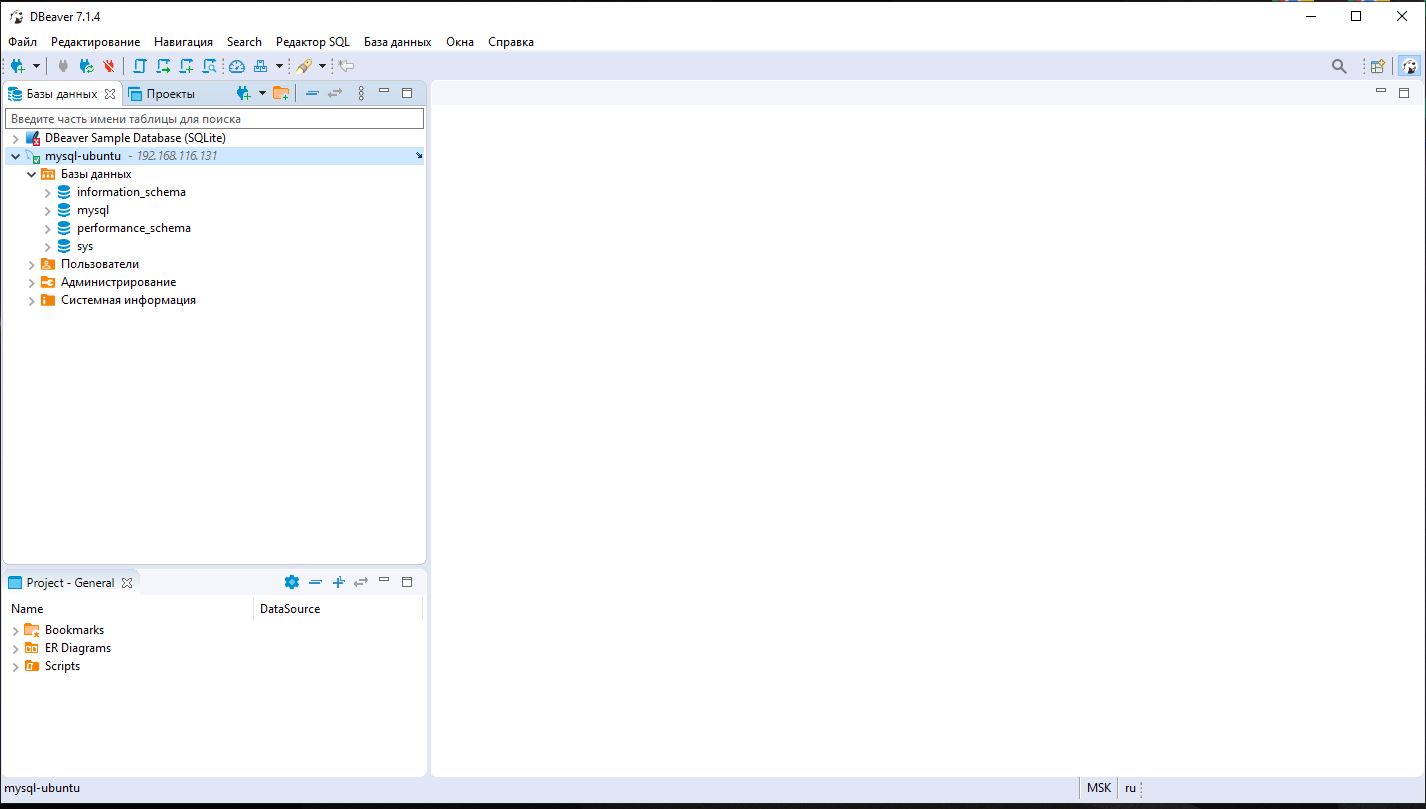 DBeaver 7.1.4
Файл Редактирование Навигация Search Редактор SQL База данных Окна Справка
Базы данных Проекты
Введите часть имени таблицы для поиска
DBeaver Sample Database (SQLite)
mysql-ubuntu - 192.168.116.131
Базы данных
information_schema
mysql
performance_schema
sys
Пользователи
Администрирование
Системная информация
Project - General
Name DataSource
Bookmarks
ER Diagrams
Scripts
mysql-ubuntu MSK ru